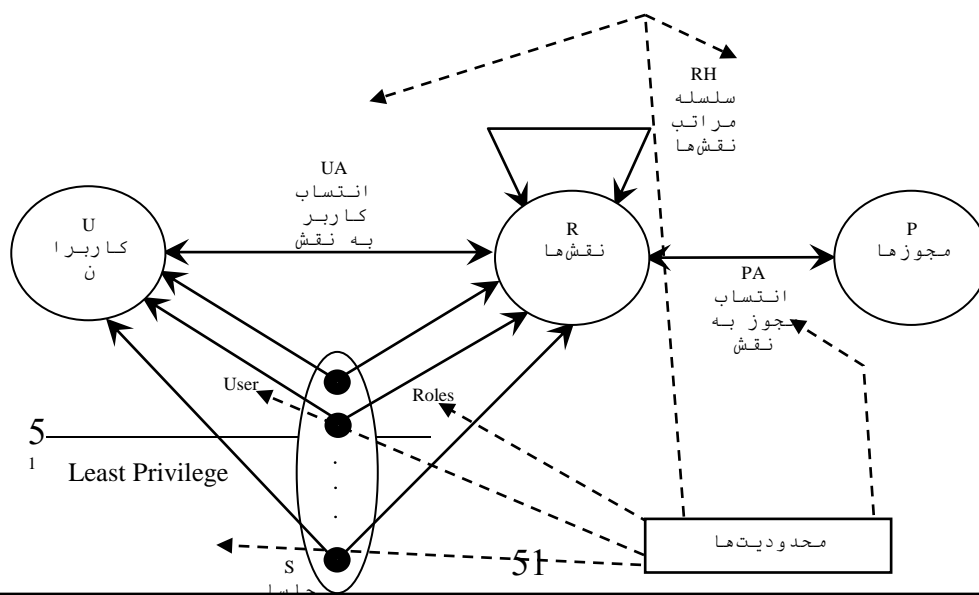 RH
سلسله
مراتب
نقش‌ها
UA
انتساب
کاربر
به نقش
U
کاربرا
ن
R
نقش‌ها
P
مجوزها
PA
انتساب
مجوز به
نقش
User
Roles
5
1
Least Privilege
.
.
.
.
محدودیت‌ها
51
S